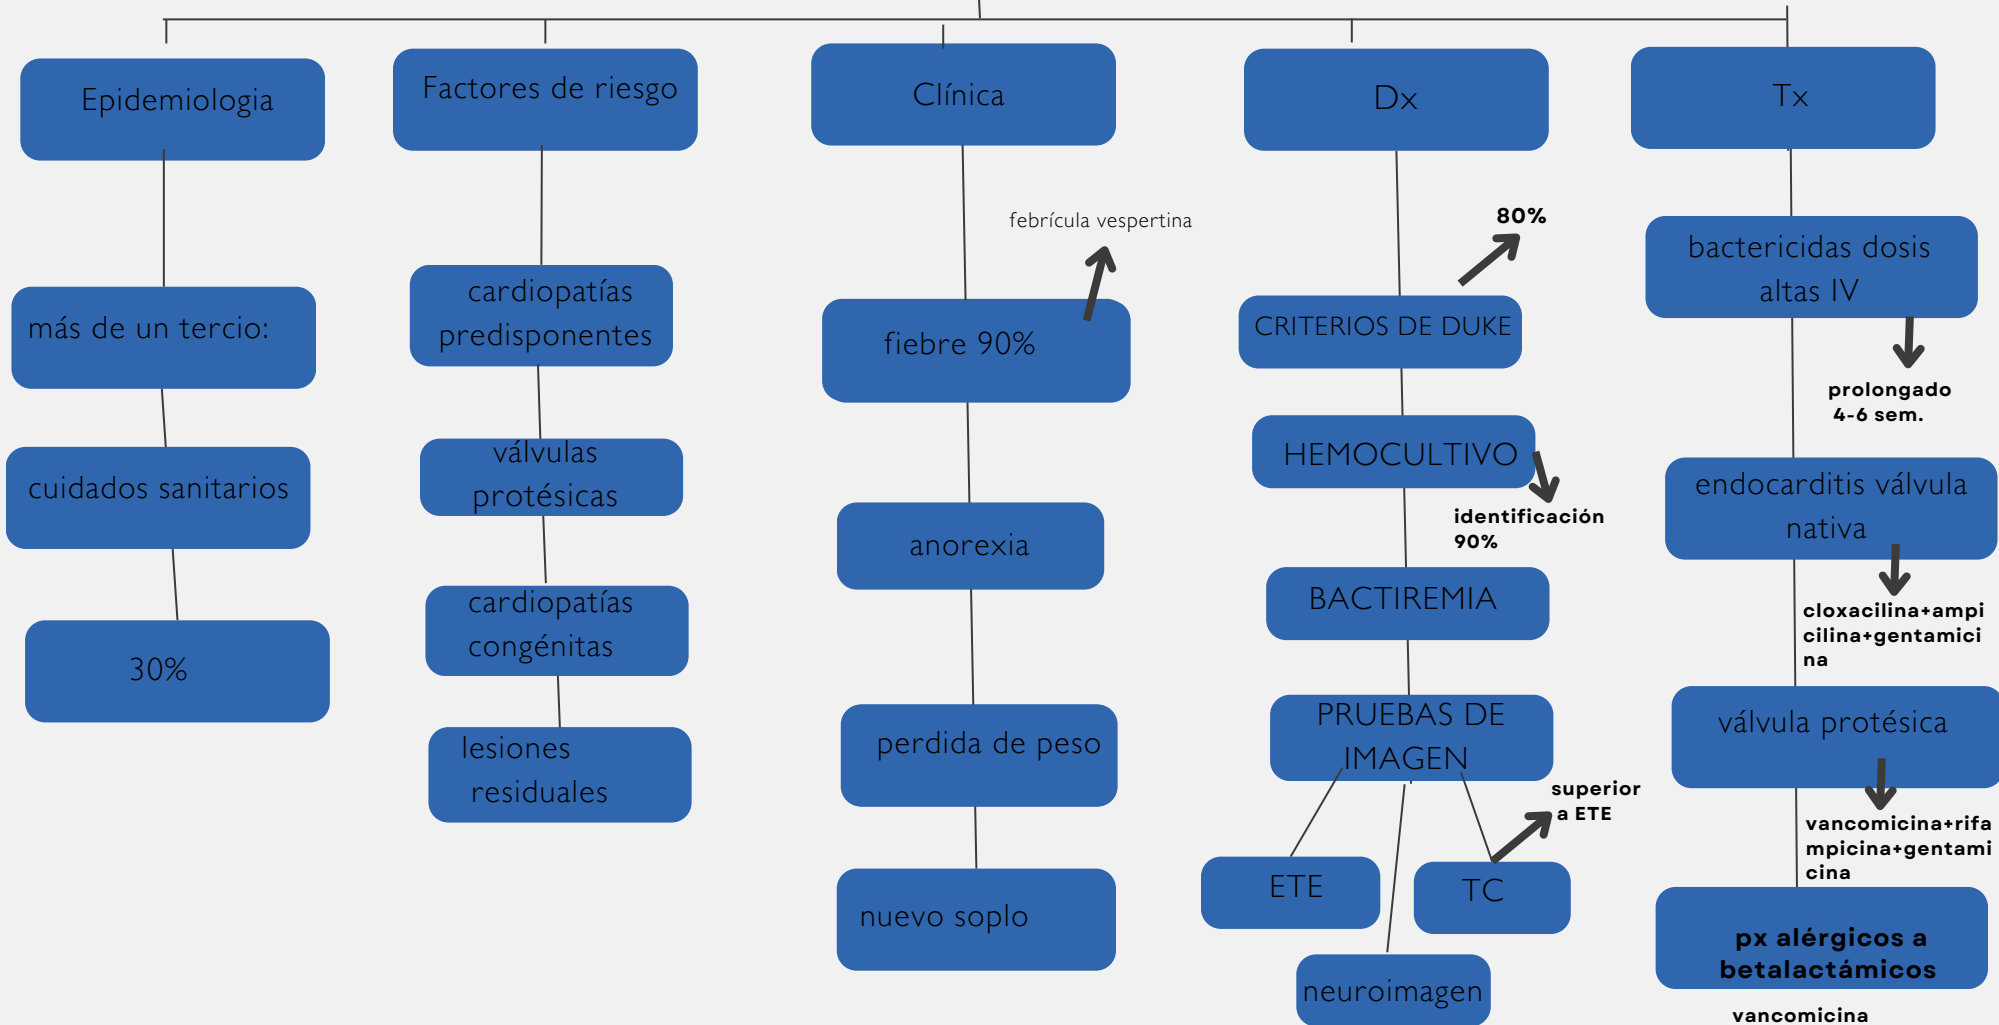 Epidemiologia
más de un tercio:
cuidados sanitarios
30%
Factores de riesgo
cardiopatías
predisponentes
válvulas
protésicas
cardiopatías
congénitas
lesiones
residuales
Clínica
febrícula vespertina
fiebre 90%
anorexia
perdida de peso
nuevo soplo
Dx
80%
CRITERIOS DE DUKE
HEMOCULTIVO
identificación
90%
BACTIREMIA
PRUEBAS DE
IMAGEN
superior
a ETE
ETE
TC
neuroimagen
Tx
bactericidas dosis
altas IV
prolongado
4-6 sem.
endocarditis válvula
nativa
cloxacilina+ampi
cilina+gentamici
na
válvula protésica
vancomicina+rifa
mpicina+gentami
cina
px alérgicos a
betalactámicos
vancomicina